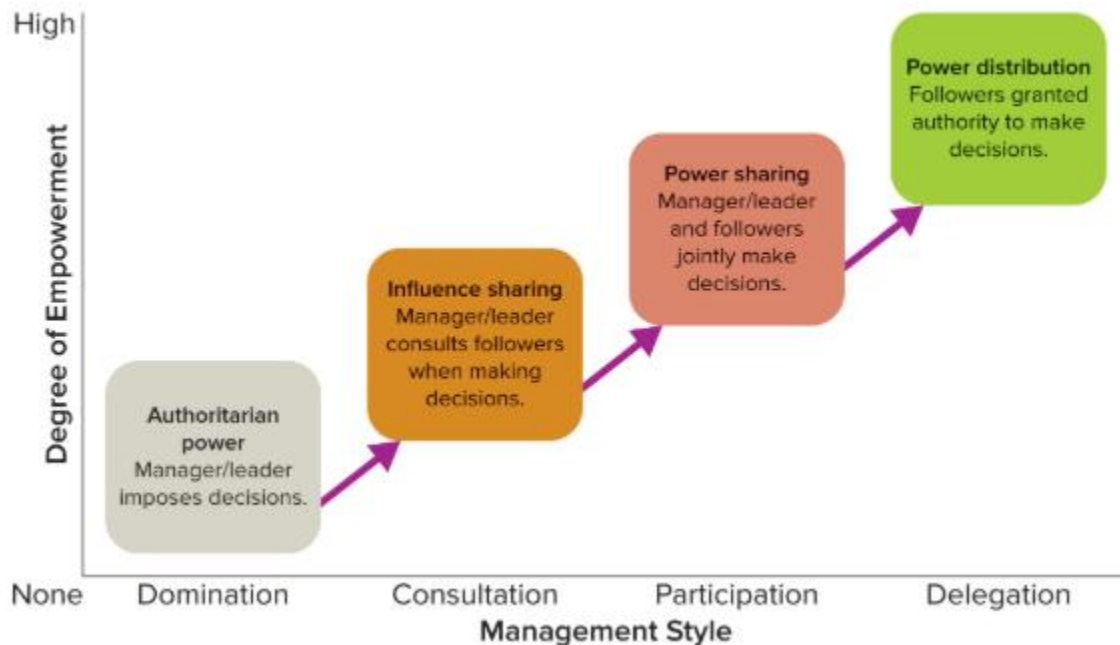 High
Degree of Empowerment
Power distribution
Followers granted
authority to make
decisions.
Power sharing
Manager/leader
and followers
jointly make
decisions.
Influence sharing
Manager/leader
consults followers
when making
decisions.
Authoritarian
power
Manager/leader
imposes decisions.
None
Domination
Consultation
Participation
Delegation
Management Style